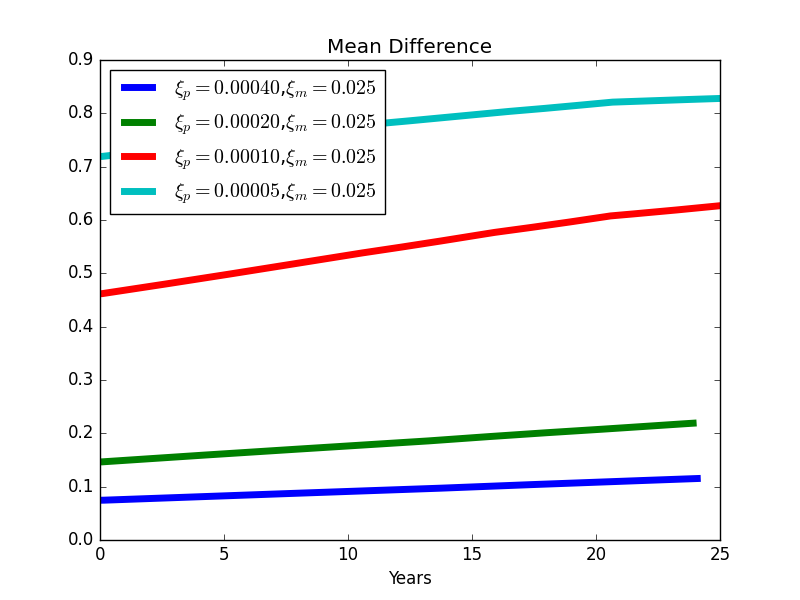 Mean Difference
0.9
0.8
0.7
0.6
0.5
0.4
0.3
0.2
0.1
0.0
ξₚ = 0.00040,ξₘ = 0.025
ξₚ = 0.00020,ξₘ = 0.025
ξₚ = 0.00010,ξₘ = 0.025
ξₚ = 0.00005,ξₘ = 0.025
0 5 10 15 20 25
Years